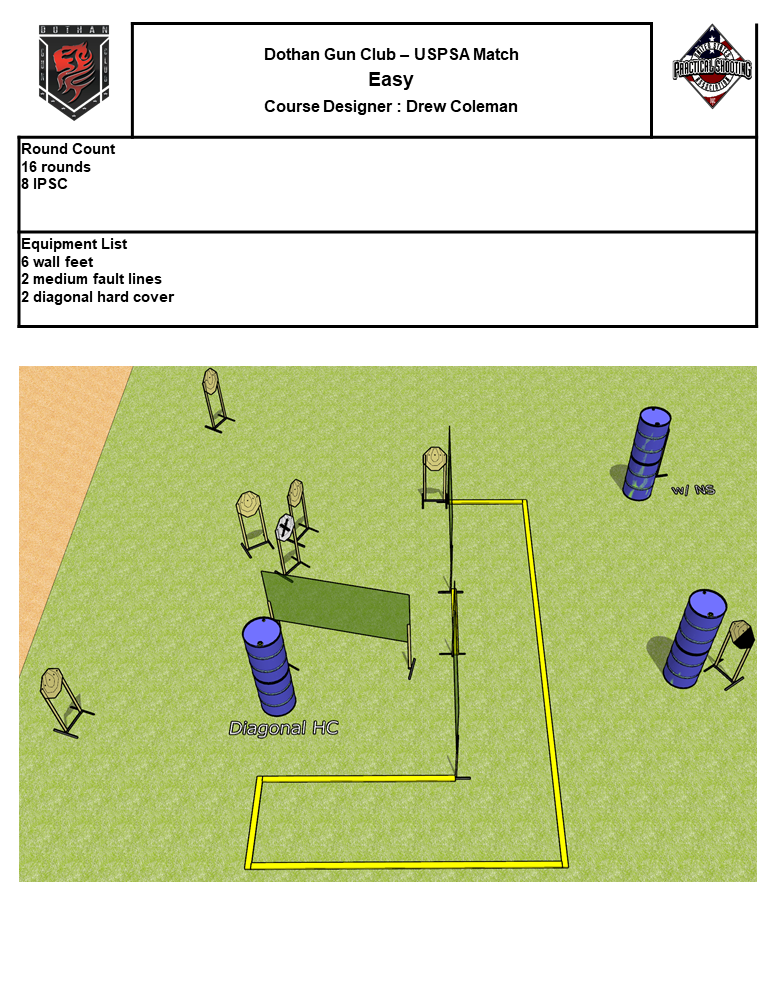 DOTHAN
GUN
CLUB
Dothan Gun Club – USPSA Match
Easy
Course Designer : Drew Coleman
UNITED STATES
PRACTICAL SHOOTING
ASSOCIATION
Round Count
16 rounds
8 IPSC
Equipment List
6 wall feet
2 medium fault lines
2 diagonal hard cover
w/ NS
Diagonal HC